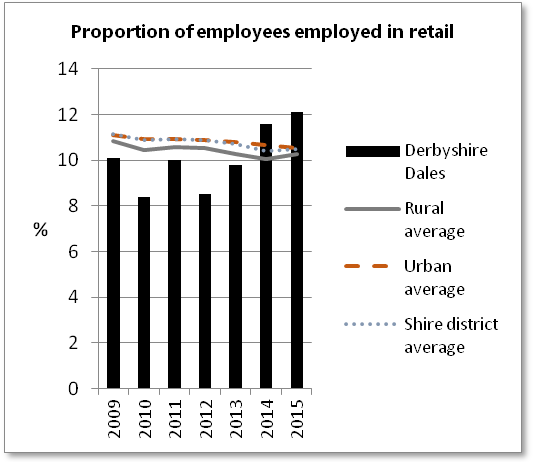 Proportion of employees employed in retail
14
12
10
8
6
4
2
0
%
2009
2010
2011
2012
2013
2014
2015
Derbyshire
Dales
Rural
average
Urban
average
Shire district
average